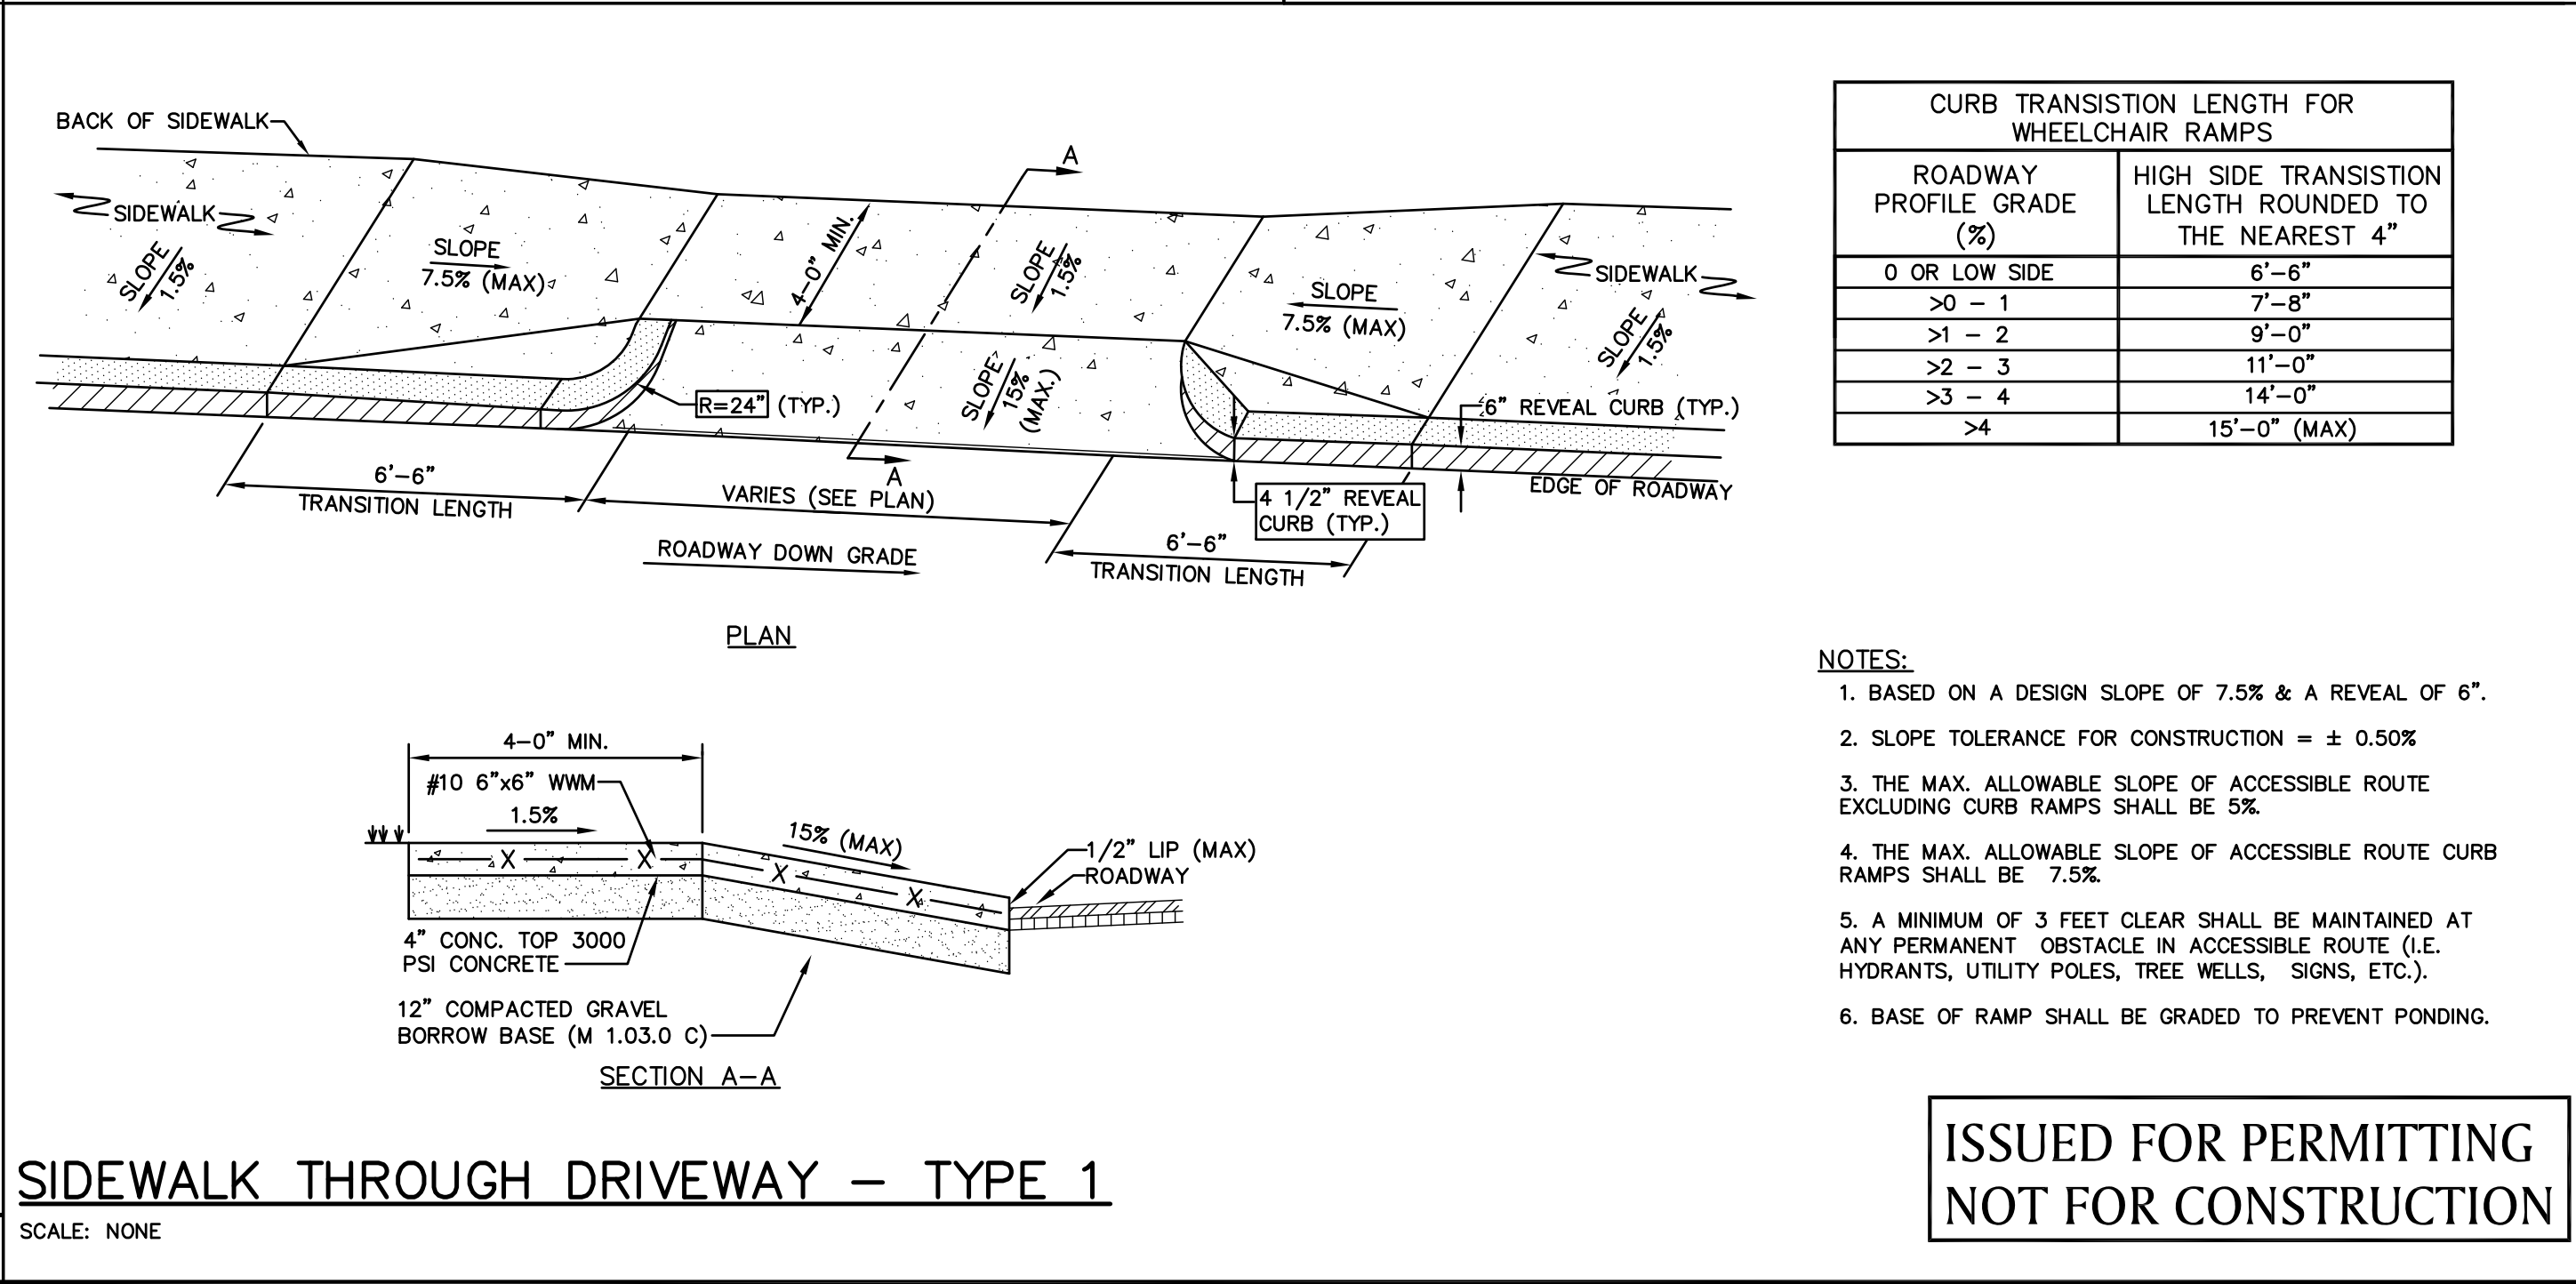 BACK OF SIDEWALK
A
SIDEWALK
SLOPE
1.5%
SLOPE
7.5% (MAX)
4-0" MIN.
SLOPE
1.5%
SLOPE
7.5% (MAX)
SIDEWALK
SLOPE
1.5%
R=24" (TYP.)
SLOPE
15%
(MAX.)
6" REVEAL CURB (TYP.)
A
6'-6"
TRANSITION LENGTH
VARIES (SEE PLAN)
4 1/2" REVEAL
CURB (TYP.)
EDGE OF ROADWAY
ROADWAY DOWN GRADE
6'-6"
TRANSITION LENGTH
PLAN
CURB TRANSISTION LENGTH FOR
WHEELCHAIR RAMPS
ROADWAY
PROFILE GRADE
(%)
HIGH SIDE TRANSISTION
LENGTH ROUNDED TO
THE NEAREST 4"
0 OR LOW SIDE 6'-6"
>0 - 1 7'-8"
>1 - 2 9'-0"
>2 - 3 11'-0"
>3 - 4 14'-0"
>4 15'-0" (MAX)
4-0" MIN.
#10 6"x6" WWM
1.5%
15% (MAX)
1/2" LIP (MAX)
ROADWAY
4" CONC. TOP 3000
PSI CONCRETE
12" COMPACTED GRAVEL
BORROW BASE (M 1.03.0 C)
SECTION A-A
NOTES:
1. BASED ON A DESIGN SLOPE OF 7.5% & A REVEAL OF 6".
2. SLOPE TOLERANCE FOR CONSTRUCTION = ± 0.50%
3. THE MAX. ALLOWABLE SLOPE OF ACCESSIBLE ROUTE
EXCLUDING CURB RAMPS SHALL BE 5%.
4. THE MAX. ALLOWABLE SLOPE OF ACCESSIBLE ROUTE CURB
RAMPS SHALL BE 7.5%.
5. A MINIMUM OF 3 FEET CLEAR SHALL BE MAINTAINED AT
ANY PERMANENT OBSTACLE IN ACCESSIBLE ROUTE (I.E.
HYDRANTS, UTILITY POLES, TREE WELLS, SIGNS, ETC.).
6. BASE OF RAMP SHALL BE GRADED TO PREVENT PONDING.
SIDEWALK THROUGH DRIVEWAY - TYPE 1
SCALE: NONE
ISSUED FOR PERMITTING
NOT FOR CONSTRUCTION